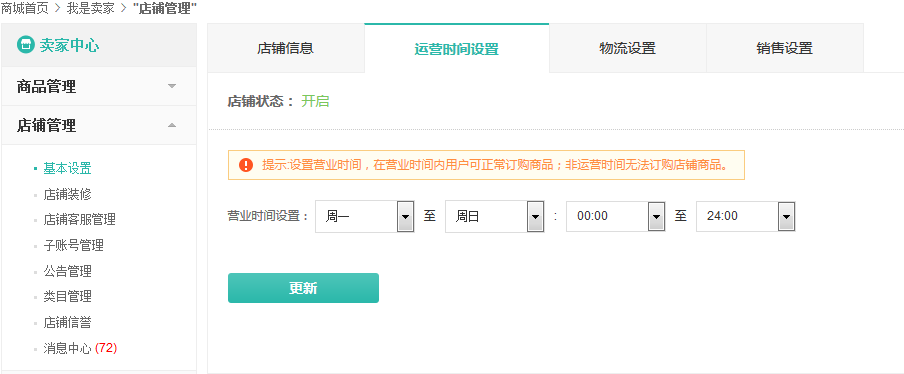 商城首页 > 我是卖家 > "店铺管理"
卖家中心
商品管理
店铺管理
基本设置
店铺装修
店铺客服管理
子账号管理
公告管理
类目管理
店铺信誉
消息中心 (72)
店铺信息 运营时间设置 物流设置 销售设置
店铺状态： 开启
提示:设置营业时间，在营业时间内用户可正常订购商品；非运营时间无法订购店铺商品。
营业时间设置： 周一 至 周日 : 00:00 至 24:00
更新